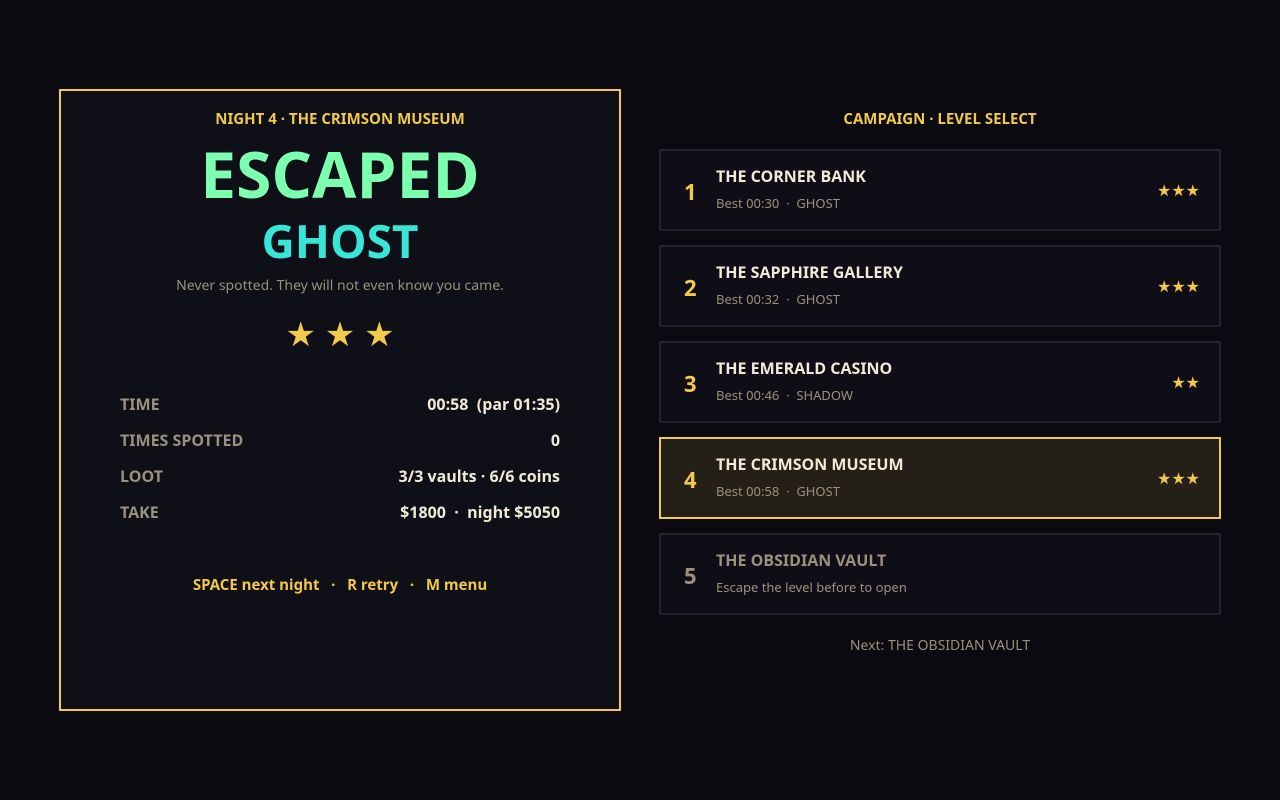 NIGHT 4 · THE CRIMSON MUSEUM
ESCAPED
GHOST
Never spotted. They will not even know you came.
★ ★ ★
TIME 00:58 (par 01:35)
TIMES SPOTTED 0
LOOT 3/3 vaults · 6/6 coins
TAKE $1800 · night $5050
SPACE next night · R retry · M menu
CAMPAIGN · LEVEL SELECT
1 THE CORNER BANK ★★★
Best 00:30 · GHOST
2 THE SAPPHIRE GALLERY ★★★
Best 00:32 · GHOST
3 THE EMERALD CASINO ★★
Best 00:46 · SHADOW
4 THE CRIMSON MUSEUM ★★★
Best 00:58 · GHOST
5 THE OBSIDIAN VAULT
Escape the level before to open
Next: THE OBSIDIAN VAULT